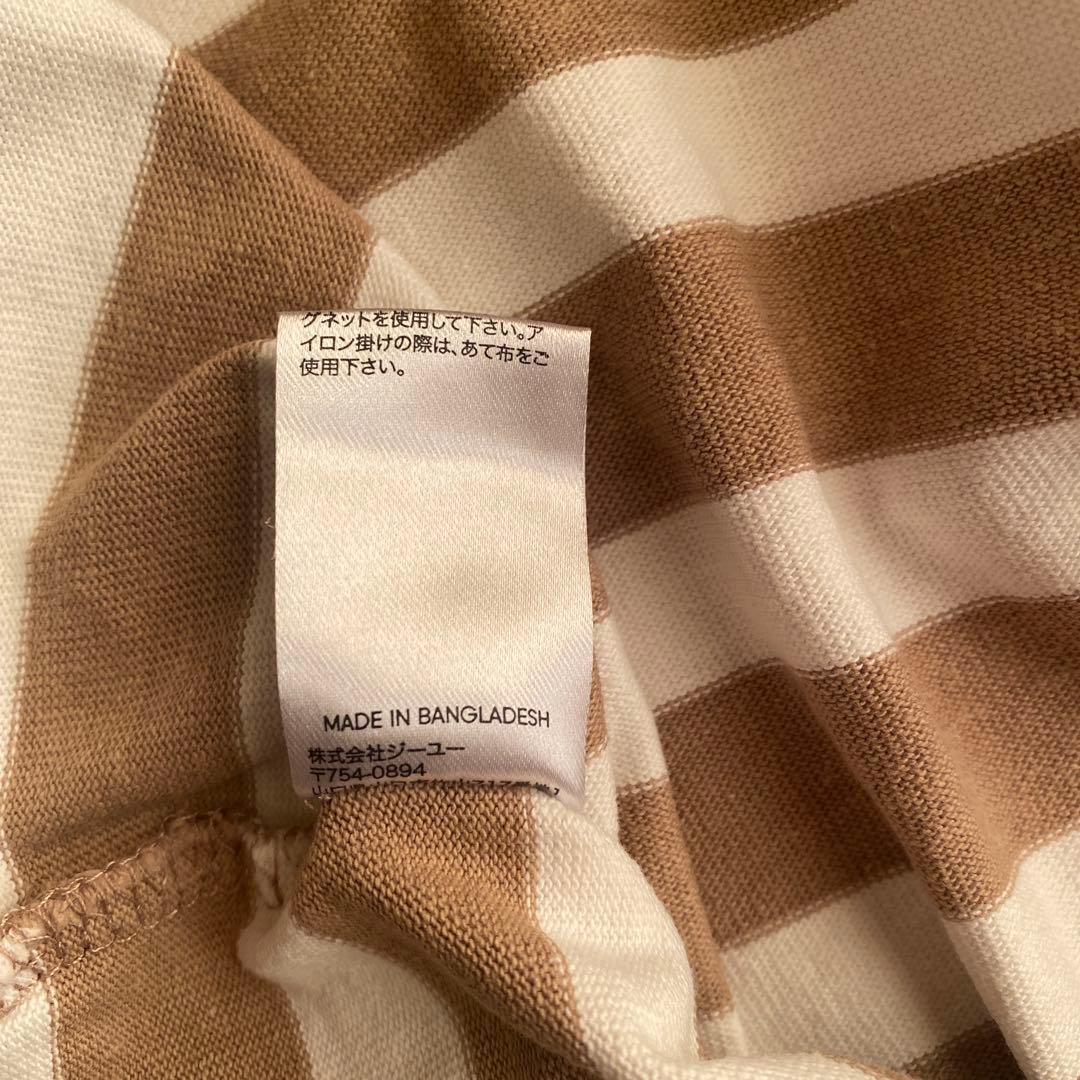 グネットを使用して下さい。ア
イロン掛けの際は、あて布をご
使用下さい。
MADE IN BANGLADESH
株式会社ジーユー
〒754-0894